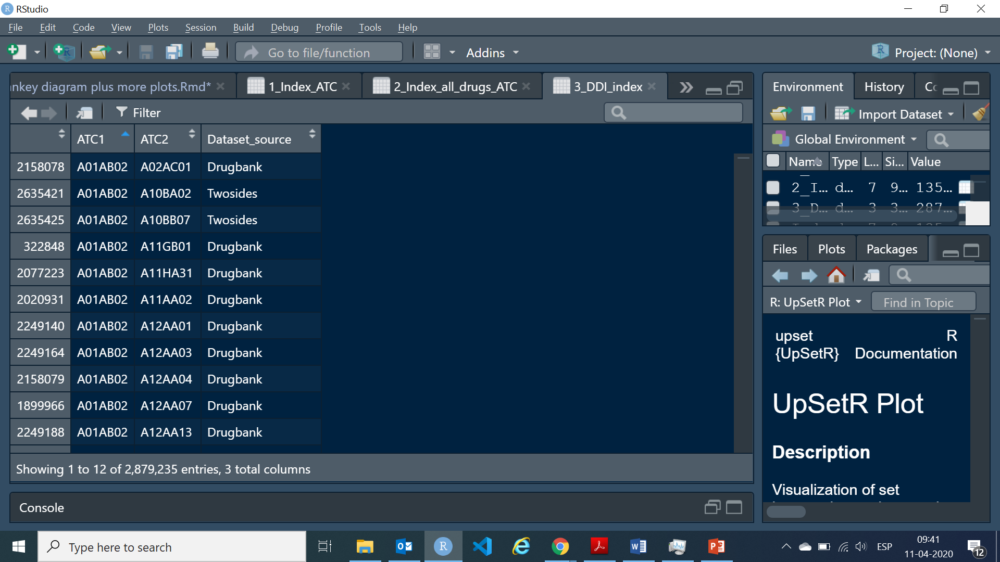 RStudio
File Edit Code View Plots Session Build Debug Profile Tools Help
Go to file/function Addins Project: (None)
nkey diagram plus more plots.Rmd* 1_Index_ATC 2_Index_all_drugs_ATC 3_DDI_index
Filter
ATC1 ATC2 Dataset_source
2158078 A01AB02 A02AC01 Drugbank
2635421 A01AB02 A10BA02 Twosides
2635425 A01AB02 A10BB07 Twosides
322848 A01AB02 A11GB01 Drugbank
2077223 A01AB02 A11HA31 Drugbank
2020931 A01AB02 A11AA02 Drugbank
2249140 A01AB02 A12AA01 Drugbank
2249164 A01AB02 A12AA03 Drugbank
2158079 A01AB02 A12AA04 Drugbank
1899966 A01AB02 A12AA07 Drugbank
2249188 A01AB02 A12AA13 Drugbank
Showing 1 to 12 of 2,879,235 entries, 3 total columns
Console
Environment History
Import Dataset
Global Environment
Name Type L... Si... Value
2_I... d... 7 9... 135...
3_D... d... 3 3... 287...
Files Plots Packages
R: UpSetR Plot Find in Topic
upset R
{UpSetR} Documentation
UpSetR Plot
Description
Visualization of set
Type here to search
ESP
09:41
11-04-2020
12